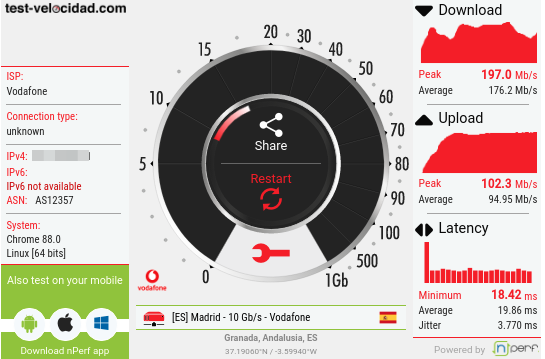 test-velocidad.com
ISP:
Vodafone
Connection type:
unknown
IPv4:
IPv6:
IPv6 not available
ASN: AS12357
System:
Chrome 88.0
Linux [64 bits]
Also test on your mobile
Download nPerf app
0
5
10
15
20
30
40
50
60
70
80
90
100
500
1Gb
Share
Restart
vodafone
[ES] Madrid - 10 Gb/s - Vodafone
Granada, Andalusia, ES
37.19060°N / -3.59940°W
Download
Peak 197.0 Mb/s
Average 176.2 Mb/s
Upload
Peak 102.3 Mb/s
Average 94.95 Mb/s
Latency
Minimum 18.42 ms
Average 19.86 ms
Jitter 3.770 ms
Powered by nperf